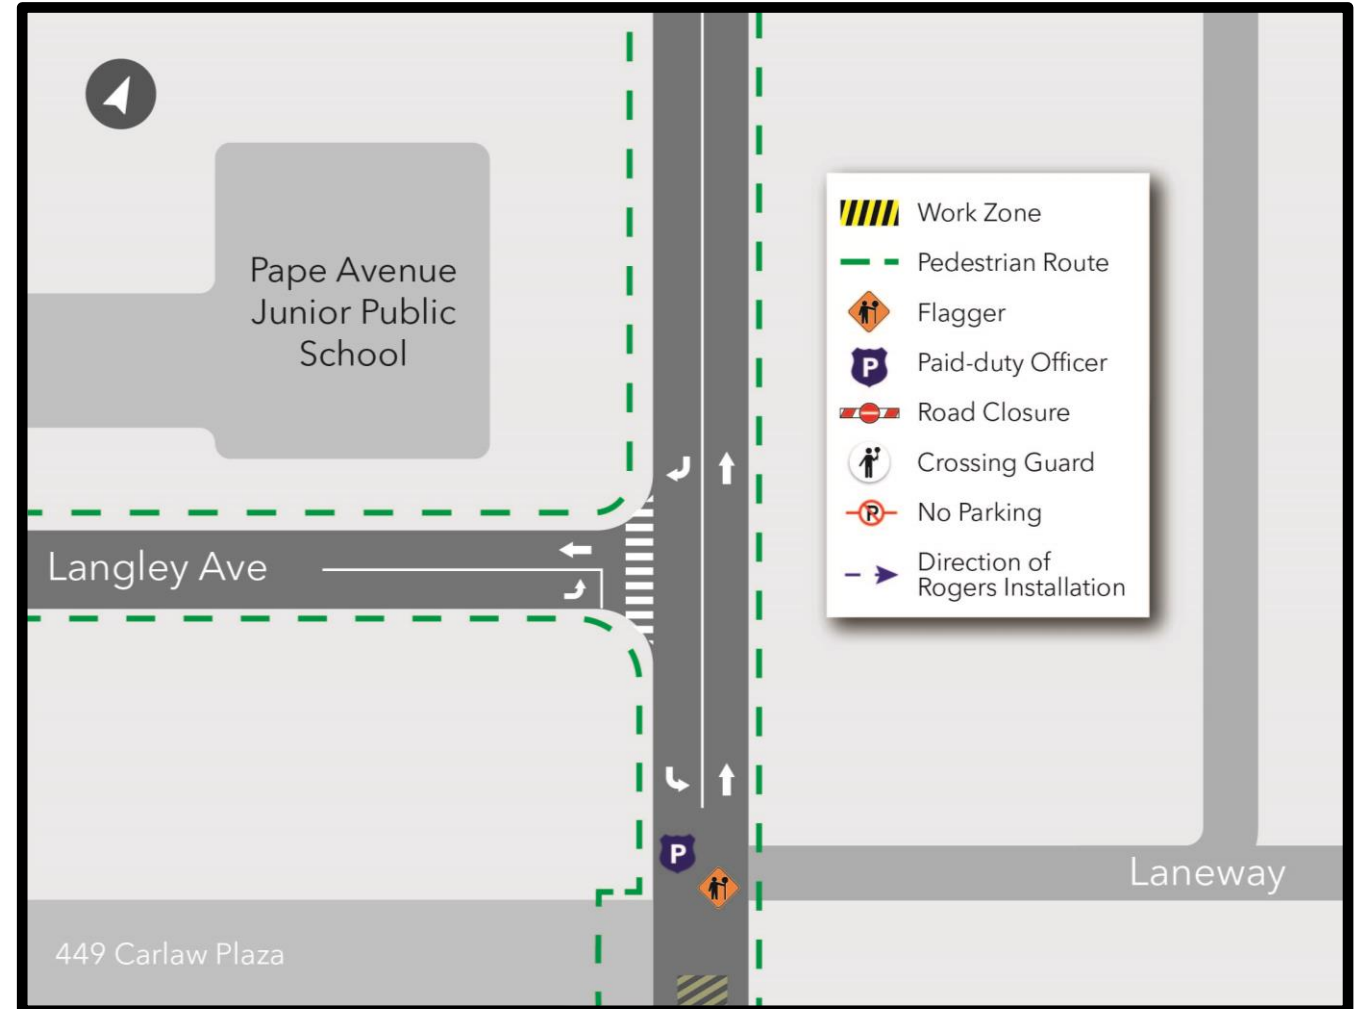 Pape Avenue
Junior Public
School
Work Zone
Pedestrian Route
Flagger
P
Paid-duty Officer
Road Closure
Crossing Guard
P
No Parking
Direction of
Rogers Installation
Langley Ave
P
Laneway
449 Carlaw Plaza